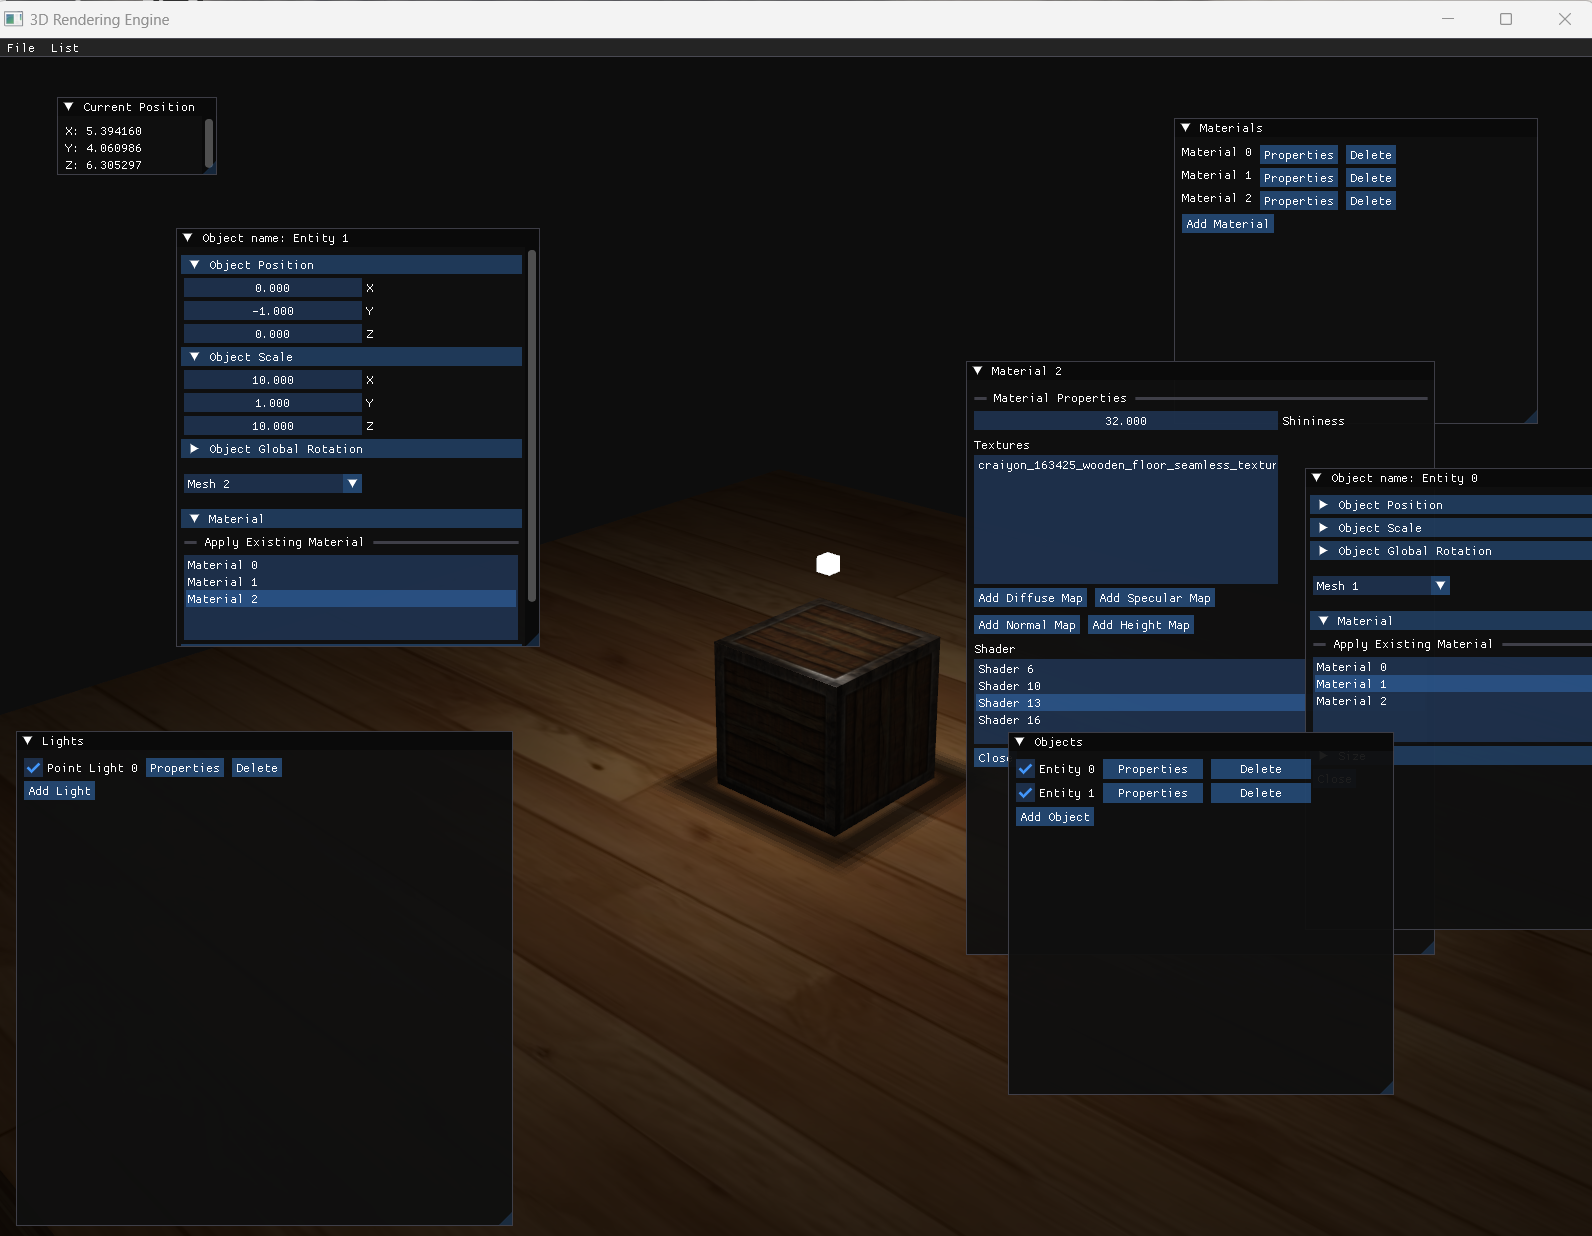 3D Rendering Engine
File List
Current Position
X: 5.394160
Y: 4.060986
Z: 6.305297
Object name: Entity 1
Object Position
0.000 X
-1.000 Y
0.000 Z
Object Scale
10.000 X
1.000 Y
10.000 Z
Object Global Rotation
Mesh 2
Material
Apply Existing Material
Material 0
Material 1
Material 2
Lights
Point Light 0 Properties Delete
Add Light
Materials
Material 0 Properties Delete
Material 1 Properties Delete
Material 2 Properties Delete
Add Material
Material 2
Material Properties
32.000 Shininess
Textures
craiyon_163425_wooden_floor_seamless_textur
Add Diffuse Map Add Specular Map
Add Normal Map Add Height Map
Shader
Shader 6
Shader 10
Shader 13
Shader 16
Close
Object name: Entity 0
Object Position
Object Scale
Object Global Rotation
Mesh 1
Material
Apply Existing Material
Material 0
Material 1
Material 2
Size
Close
Objects
Entity 0 Properties Delete
Entity 1 Properties Delete
Add Object